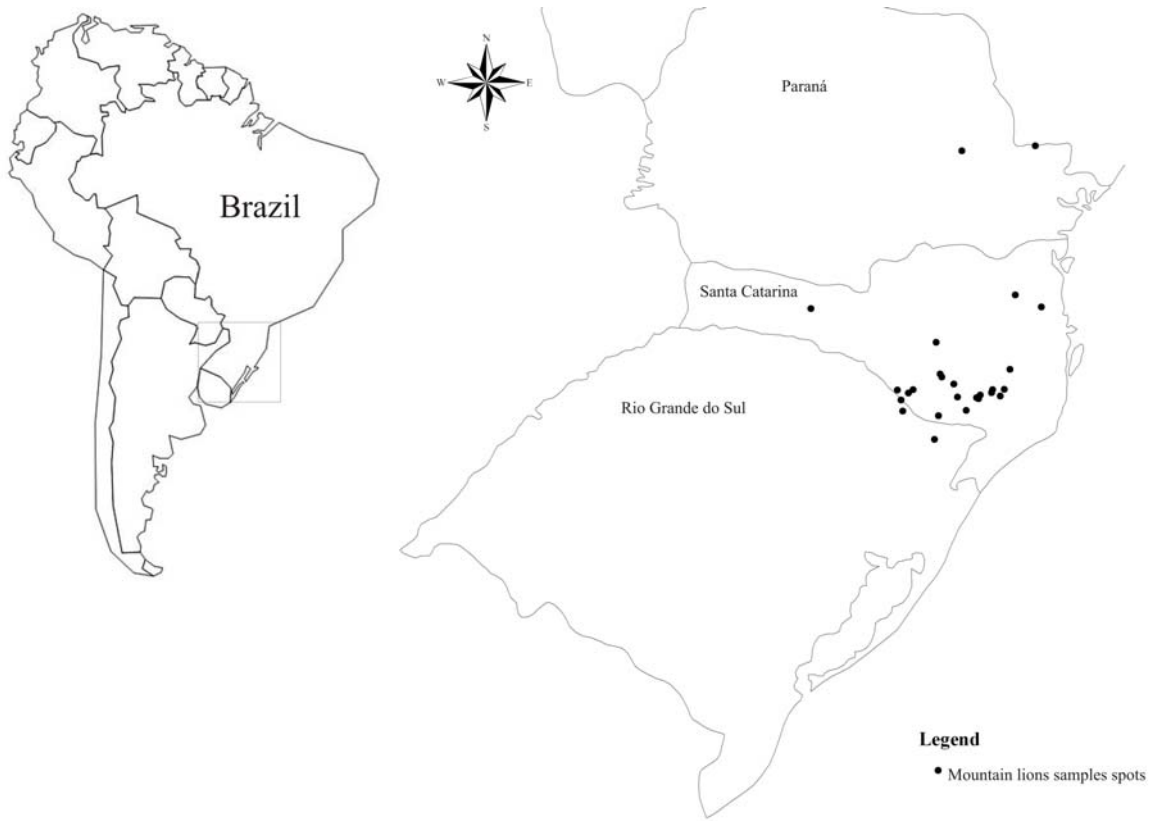 Brazil
N
W
E
S
Paraná
Santa Catarina
Rio Grande do Sul
Legend
Mountain lions samples spots